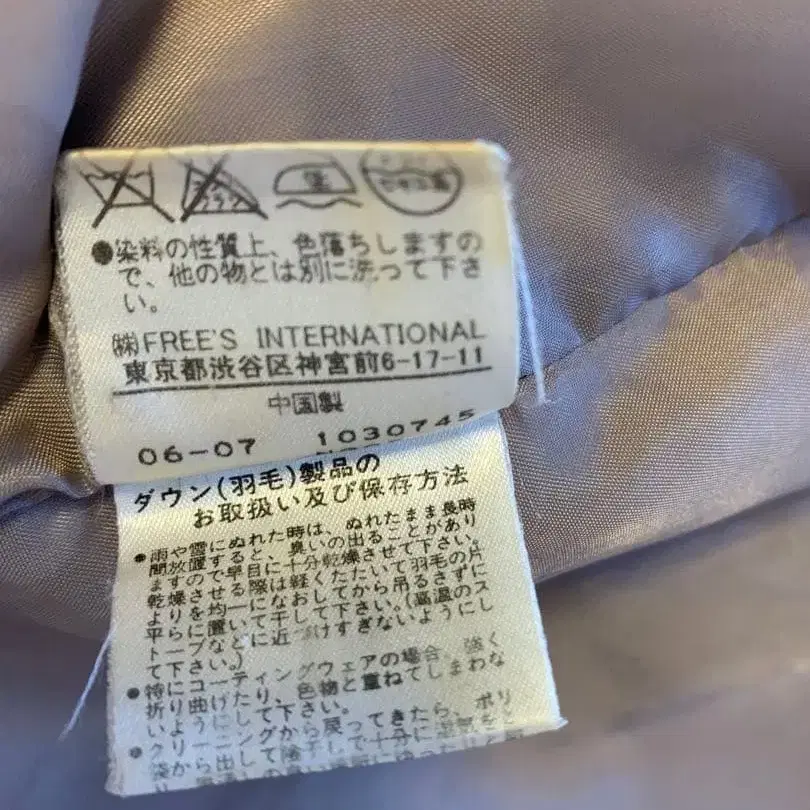 ●染料の性質上、色落ちしますの
で、他の物とは別に洗って下さ
い。
㈱FREE'S INTERNATIONAL
東京都渋谷区神宮前6-17-11
中国製
06-07 1030745
ダウン(羽毛)製品の
お取扱い及び保存方法
●雨や雪にぬれた時は、ぬれたまま長時
間放置すると、臭いの出ることがあり
ますので早目に十分乾燥させて下さい。
乾燥させる際は軽くたたいて羽毛の片
よりを均一になおしてから吊るさずに
平らに置いて干して下さい。(高温のス
トーブなどに近づけすぎないようにし
て下さい。)
●特にコーティングウェアの場合、強く
折り曲げたり、色物と重ねてしまわな
いようにして下さい。
●クリーニングから戻ってきたら、ポリ
袋から出して陰干しで十分に湿気をと